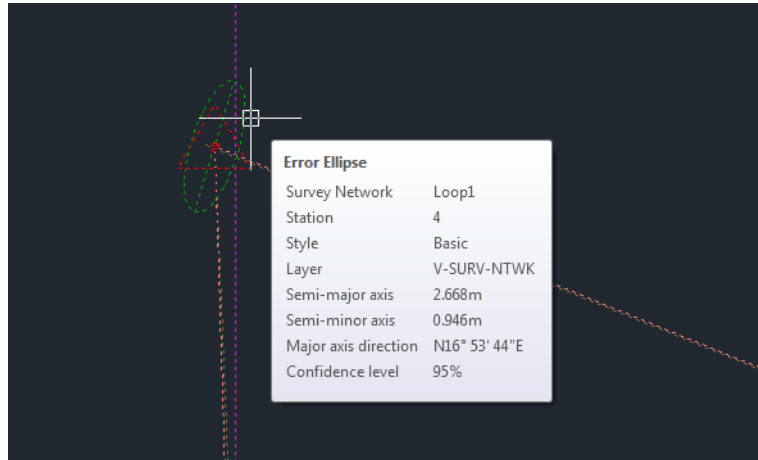 Error Ellipse
Survey Network Loop1
Station 4
Style Basic
Layer V-SURV-NTWK
Semi-major axis 2.668m
Semi-minor axis 0.946m
Major axis direction N16° 53' 44"E
Confidence level 95%